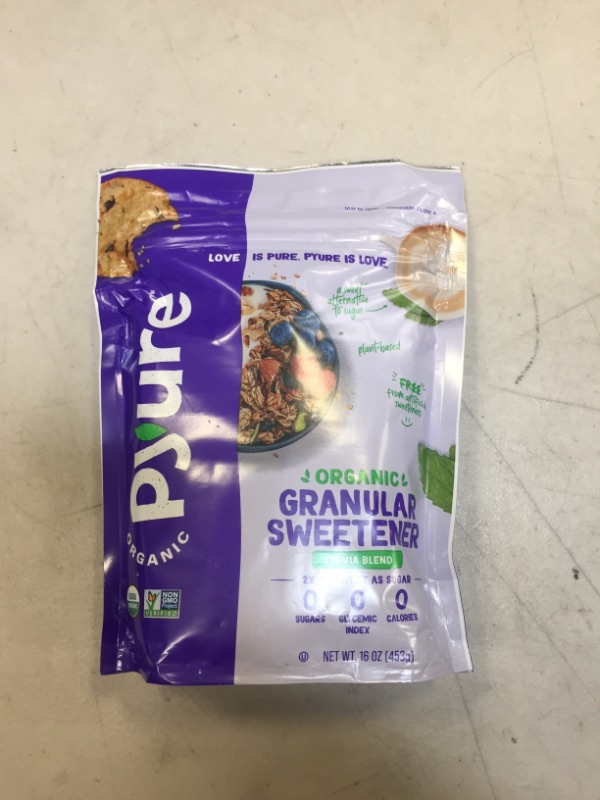 LOVE IS PURE. PYURE IS LOVE.
a sweet
alternative
to sugar
plant-based
FREE
from artificial
sweeteners
pyure
ORGANIC
ORGANIC
GRANULAR
SWEETENER
STEVIA BLEND
2X AS SUGAR
0 0 0
SUGARS GLYCEMIC CALORIES
INDEX
NON
GMO
Project
VERIFIED
U NET WT. 16 OZ (453g)